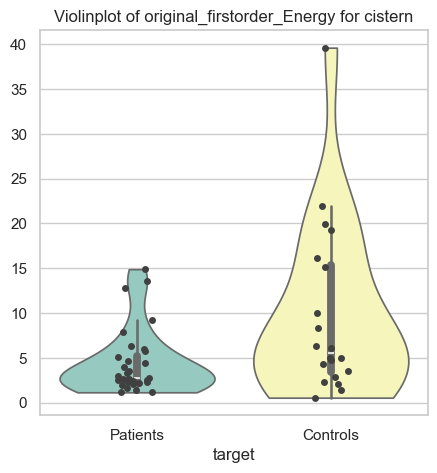 Violinplot of original_firstorder_Energy for cistern
40
35
30
25
20
15
10
5
0
Patients
Controls
target